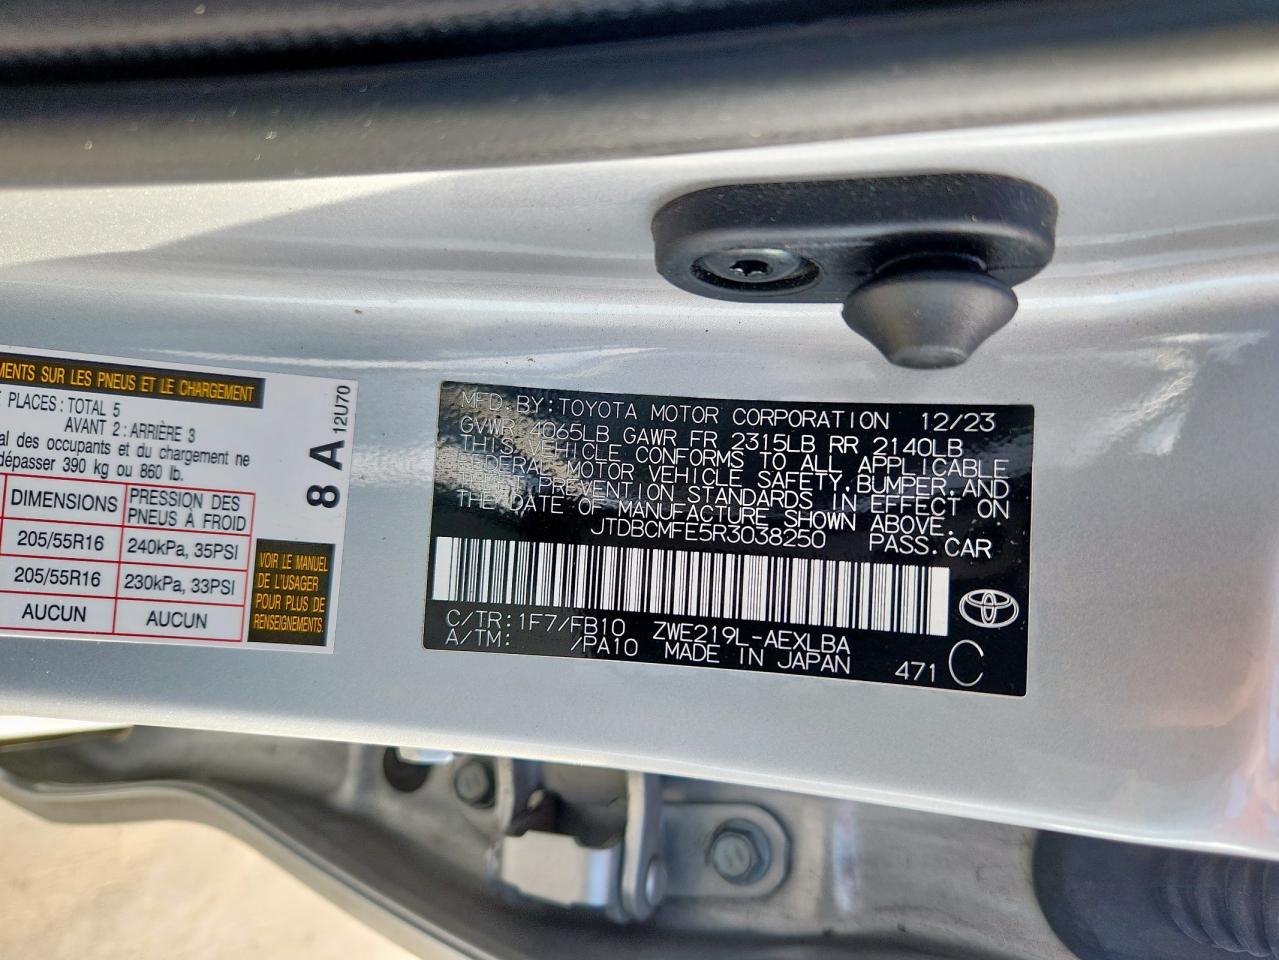 MENTS SUR LES PNEUS ET LE CHARGEMENT
PLACES : TOTAL 5
AVANT 2 : ARRIÈRE 3
al des occupants et du chargement ne
dépasser 390 kg ou 860 lb.
DIMENSIONS PRESSION DES PNEUS À FROID
205/55R16 240kPa, 35PSI
205/55R16 230kPa, 33PSI
AUCUN AUCUN
VOIR LE MANUEL
DE L'USAGER
POUR PLUS DE
RENSEIGNEMENTS
8 A 12U70
MFD. BY: TOYOTA MOTOR CORPORATION 12/23
GVWR 4065LB GAWR FR 2315LB RR 2140LB
THIS VEHICLE CONFORMS TO ALL APPLICABLE
FEDERAL MOTOR VEHICLE SAFETY, BUMPER, AND
THEFT PREVENTION STANDARDS IN EFFECT ON
THE DATE OF MANUFACTURE SHOWN ABOVE.
JTDBCMFE5R3038250 PASS.CAR
C/TR: 1F7/FB10 ZWE219L-AEXLBA
A/TM: /PA10 MADE IN JAPAN 471 C